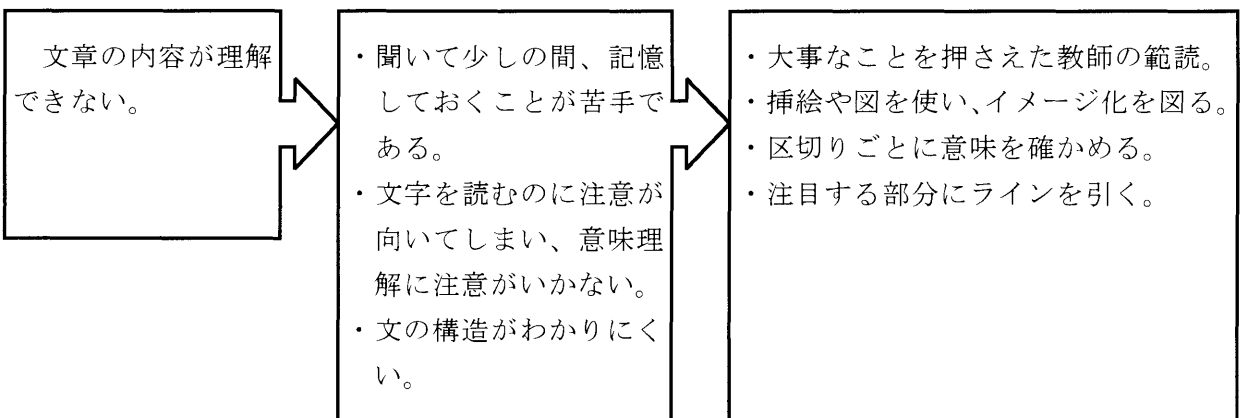 文章の内容が理解
できない。
・聞いて少しの間、記憶
しておくことが苦手で
ある。
・文字を読むのに注意が
向いてしまい、意味理
解に注意がいかない。
・文の構造がわかりにく
い。
・大事なことを押さえた教師の範読。
・挿絵や図を使い、イメージ化を図る。
・区切りごとに意味を確かめる。
・注目する部分にラインを引く。